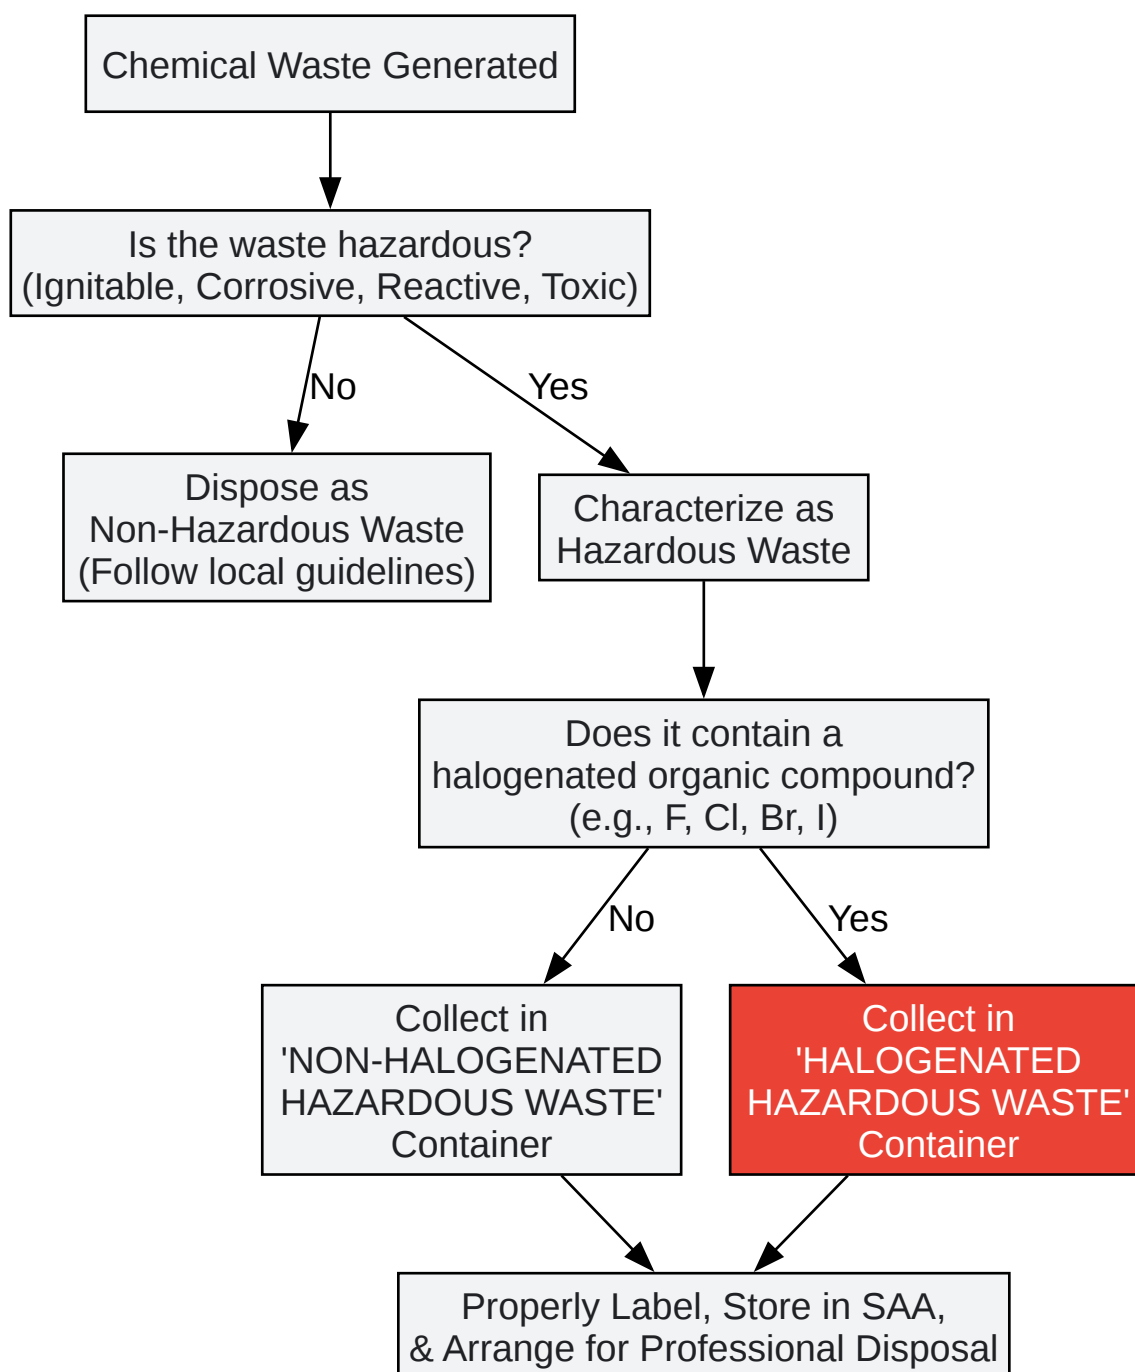 Chemical Waste Generated
Is the waste hazardous?
(Ignitable, Corrosive, Reactive, Toxic)
No
Yes
Dispose as
Non-Hazardous Waste
(Follow local guidelines)
Characterize as
Hazardous Waste
Does it contain a
halogenated organic compound?
(e.g., F, Cl, Br, I)
No
Yes
Collect in
'NON-HALOGENATED
HAZARDOUS WASTE'
Container
Collect in
'HALOGENATED
HAZARDOUS WASTE'
Container
Properly Label, Store in SAA,
& Arrange for Professional Disposal